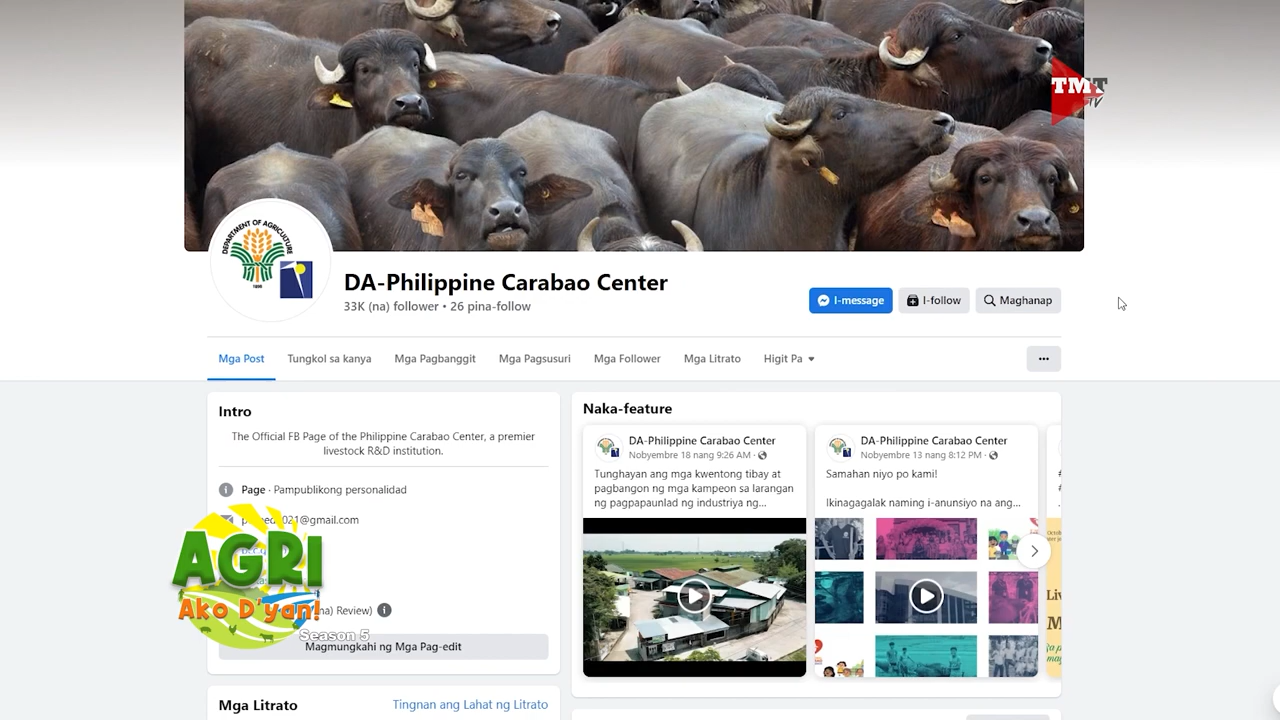 TMT
TV
DEPARTMENT OF AGRICULTURE
1898
DA-Philippine Carabao Center
33K (na) follower • 26 pina-follow
I-message
I-follow
Maghanap
Mga Post
Tungkol sa kanya
Mga Pagbanggit
Mga Pagsusuri
Mga Follower
Mga Litrato
Higit Pa
Intro
The Official FB Page of the Philippine Carabao Center, a premier
livestock R&D institution.
Page · Pampublikong personalidad
021@gmail.com
Review)
Magmungkahi ng Mga Pag-edit
AGRI
Ako D'yan!
Season 5
Mga Litrato
Tingnan ang Lahat ng Litrato
Naka-feature
DA-Philippine Carabao Center
Nobyembre 18 nang 9:26 AM ·
Tunghayan ang mga kwentong tibay at
pagbangon ng mga kampeon sa larangan
ng pagpapaunlad ng industriya ng...
DA-Philippine Carabao Center
Nobyembre 13 nang 8:12 PM ·
Samahan niyo po kami!
Ikinagagalak naming i-anunsiyo na ang...